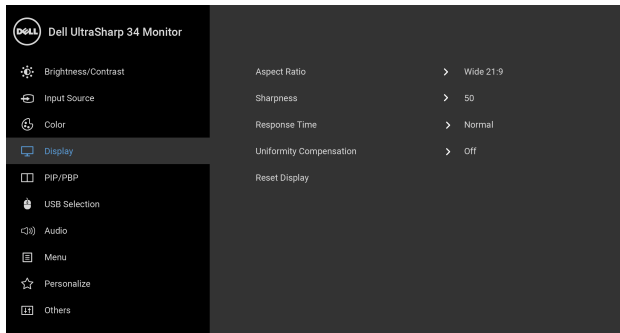 DELL Dell UltraSharp 34 Monitor
Brightness/Contrast
Input Source
Color
Display
PIP/PBP
USB Selection
Audio
Menu
Personalize
Others
Aspect Ratio > Wide 21:9
Sharpness > 50
Response Time > Normal
Uniformity Compensation > Off
Reset Display